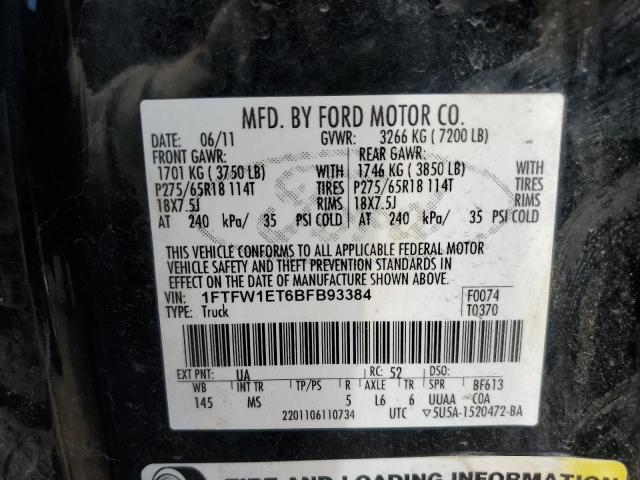 MFD. BY FORD MOTOR CO.
DATE: 06/11 GVWR: 3266 KG ( 7200 LB)
FRONT GAWR: REAR GAWR:
1701 KG ( 3750 LB) WITH 1746 KG ( 3850 LB) WITH
P275/65R18 114T TIRES P275/65R18 114T TIRES
18X7.5J RIMS 18X7.5J RIMS
AT 240 kPa/ 35 PSI COLD AT 240 kPa/ 35 PSI COLD
THIS VEHICLE CONFORMS TO ALL APPLICABLE FEDERAL MOTOR
VEHICLE SAFETY AND THEFT PREVENTION STANDARDS IN
EFFECT ON THE DATE OF MANUFACTURE SHOWN ABOVE.
VIN: 1FTFW1ET6BFB93384 F0074
TYPE: Truck T0370
EXT PNT: UA RC: 52 DSO:
WB INT TR TP/PS R AXLE TR SPR BF613
145 MS 5 L6 6 UUAA COA
2201106110734 UTC ▽5U5A-1520472-BA
TIRE AND LOADING INFORMATION